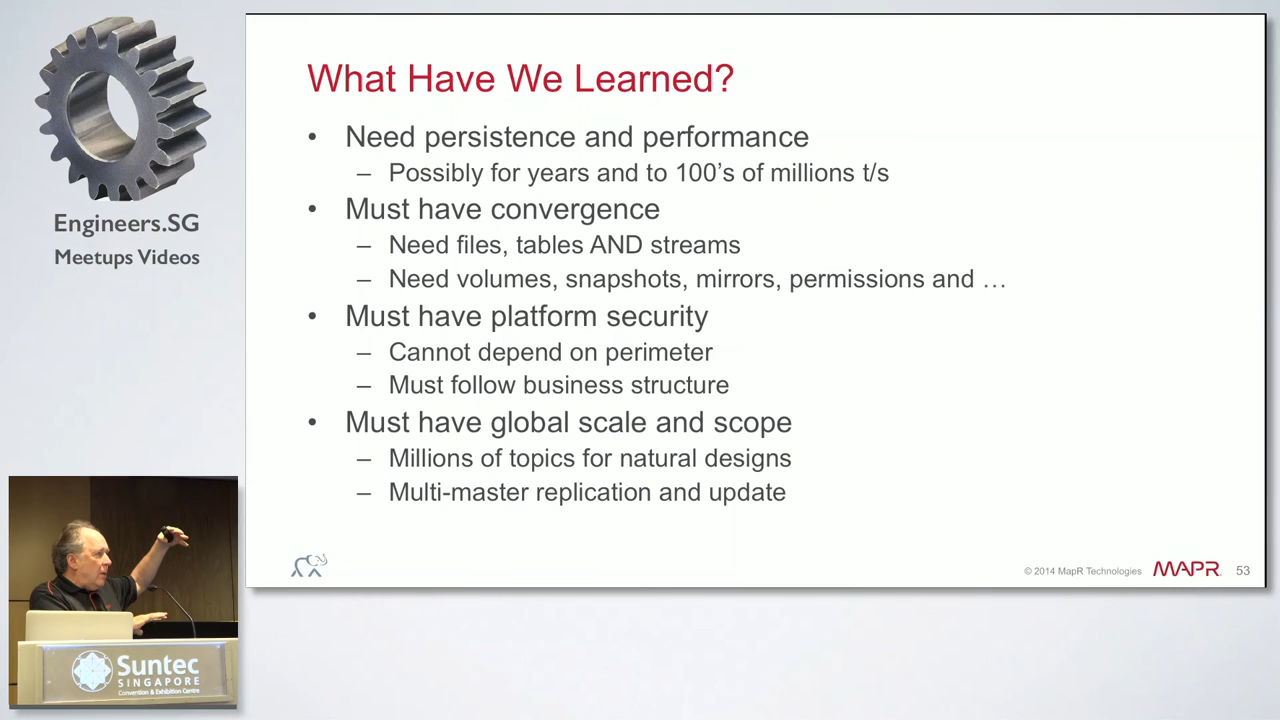 Engineers.SG
Meetups Videos
What Have We Learned?
• Need persistence and performance
– Possibly for years and to 100’s of millions t/s
• Must have convergence
– Need files, tables AND streams
– Need volumes, snapshots, mirrors, permissions and …
• Must have platform security
– Cannot depend on perimeter
– Must follow business structure
• Must have global scale and scope
– Millions of topics for natural designs
– Multi-master replication and update
© 2014 MapR Technologies
MAPR
53
Suntec
SINGAPORE
Convention & Exhibition Centre